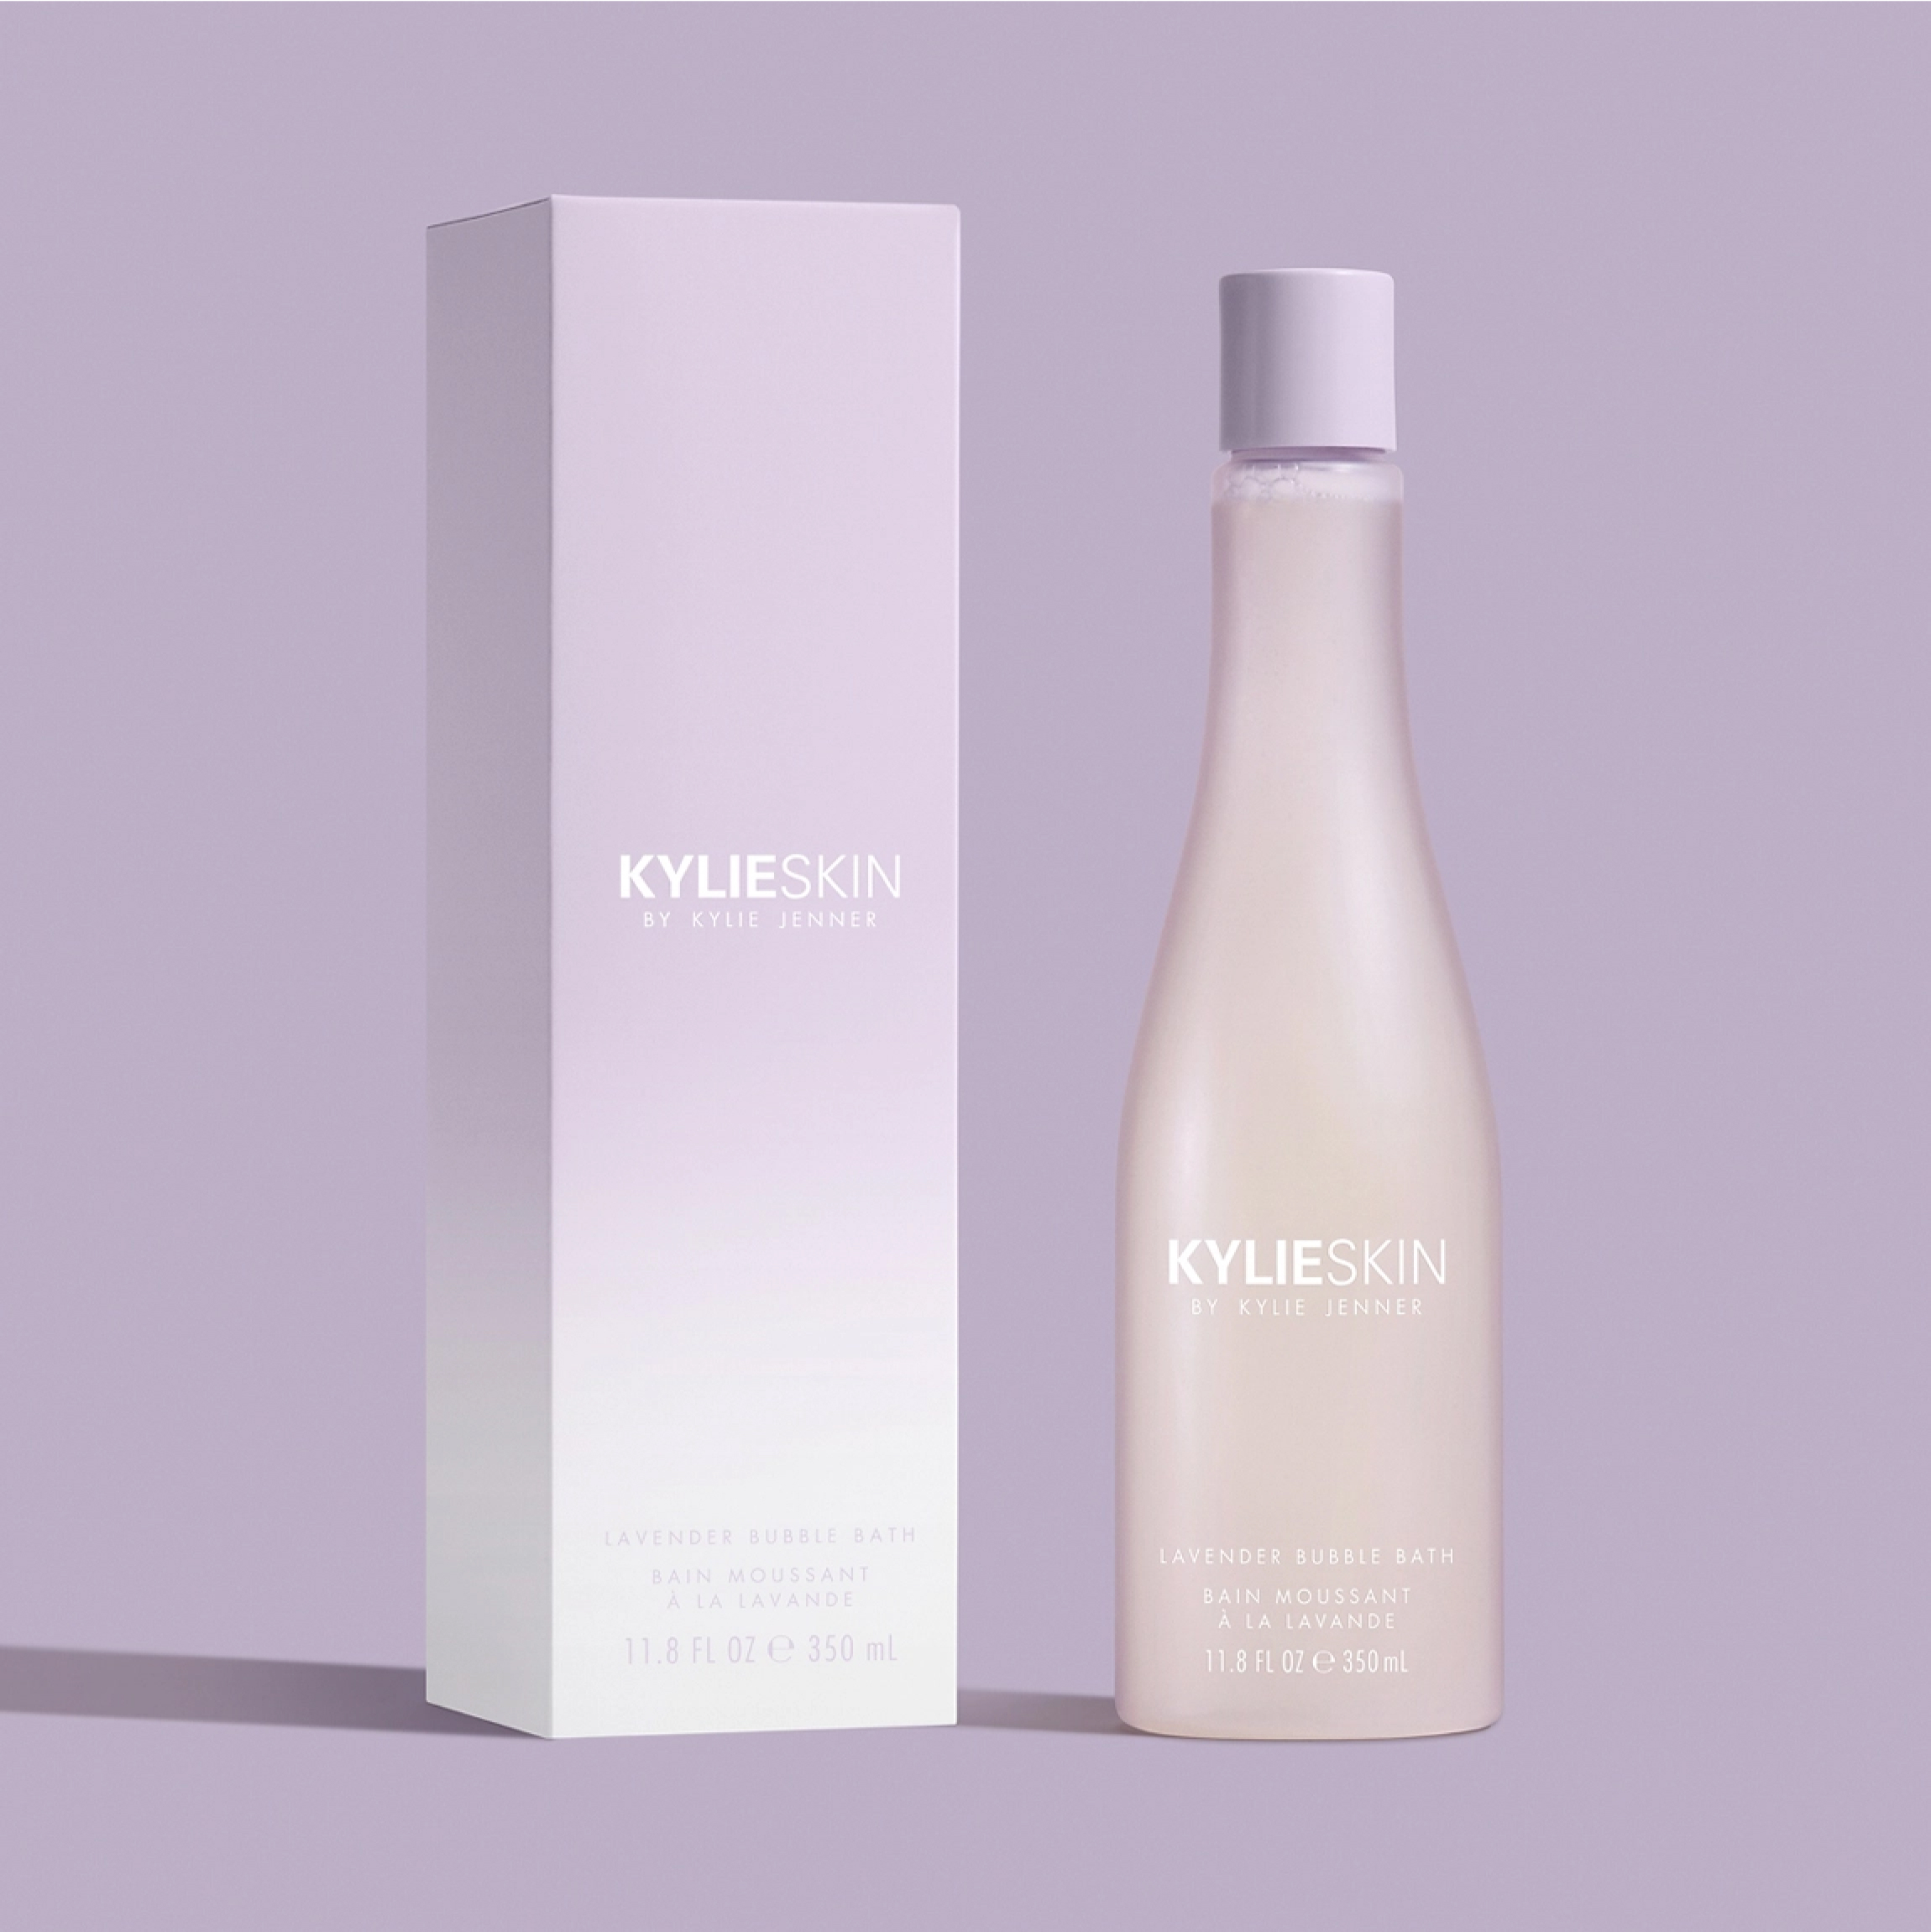 KYLIESKIN
BY KYLIE JENNER
LAVENDER BUBBLE BATH
BAIN MOUSSANT
À LA LAVANDE
11.8 FL OZ ℮ 350 mL
KYLIESKIN
BY KYLIE JENNER
LAVENDER BUBBLE BATH
BAIN MOUSSANT
À LA LAVANDE
11.8 FL OZ ℮ 350 mL